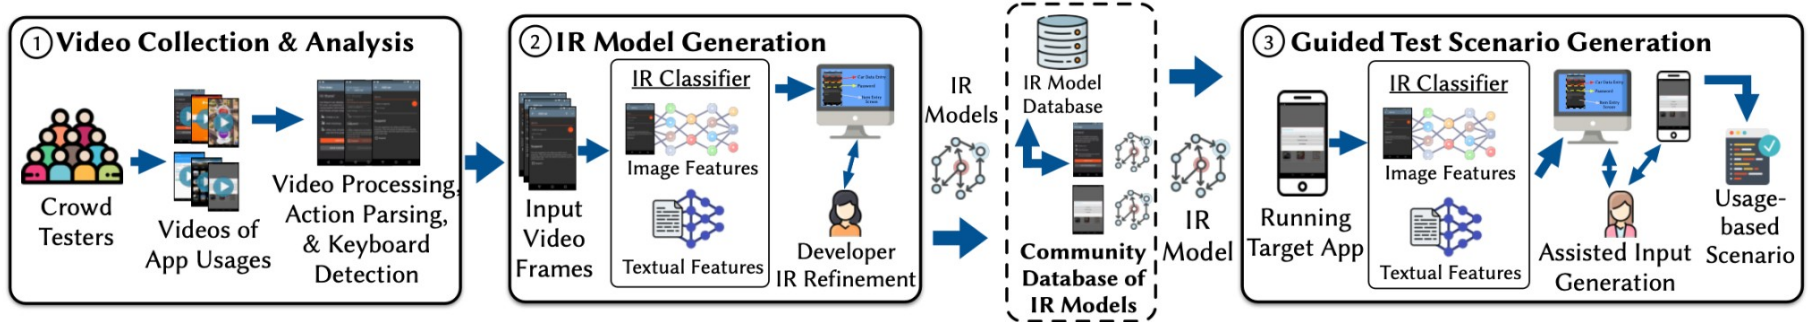 1 Video Collection & Analysis
Crowd
Testers
Videos of
App Usages
Video Processing,
Action Parsing,
& Keyboard
Detection
2 IR Model Generation
Input
Video
Frames
IR Classifier
Image Features
Textual Features
Developer
IR Refinement
IR
Models
IR Model
Database
Community
Database of
IR Models
IR
Model
3 Guided Test Scenario Generation
Running
Target App
IR Classifier
Image Features
Textual Features
Assisted Input
Generation
Usage-
based
Scenario